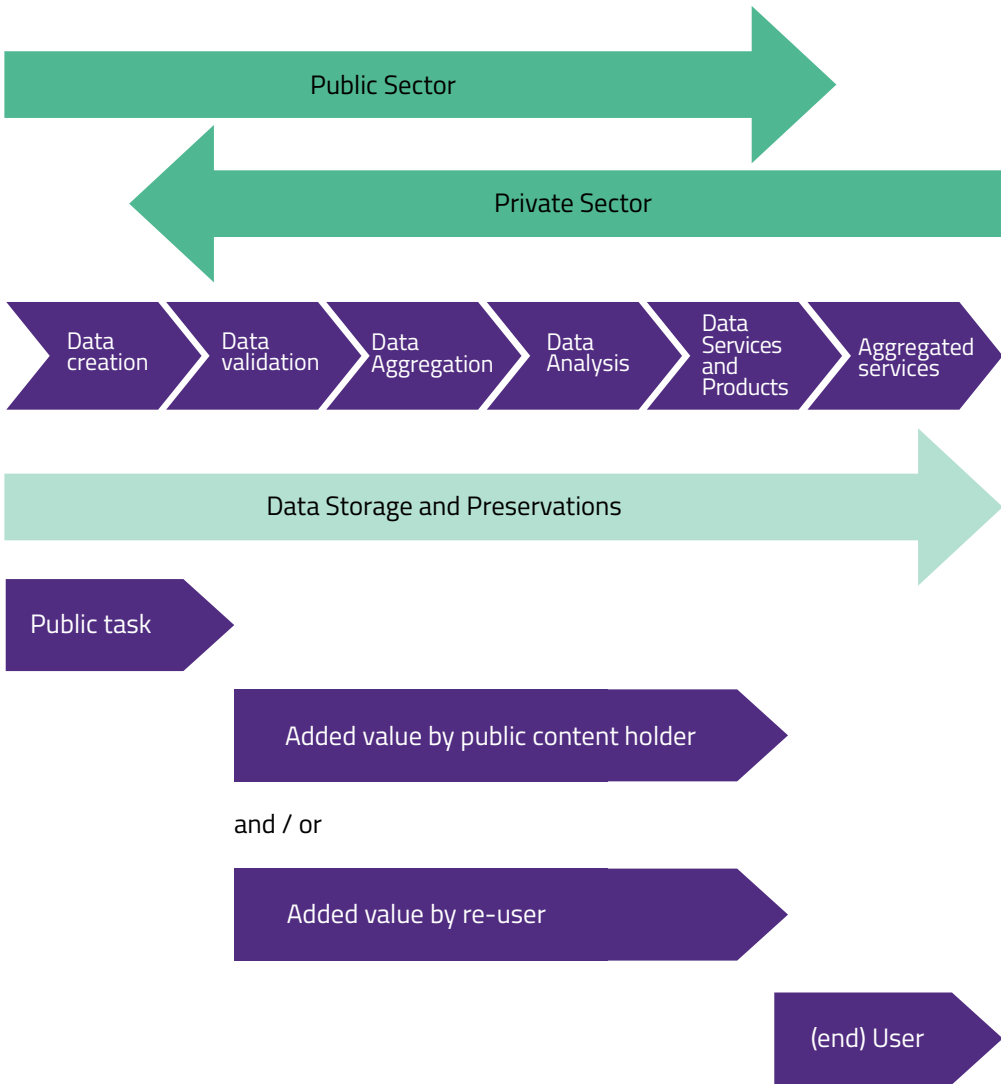 Public Sector
Private Sector
Data
creation
Data
validation
Data
Aggregation
Data
Analysis
Data
Services
and
Products
Aggregated
services
Data Storage and Preservations
Public task
Added value by public content holder
and / or
Added value by re-user
(end) User